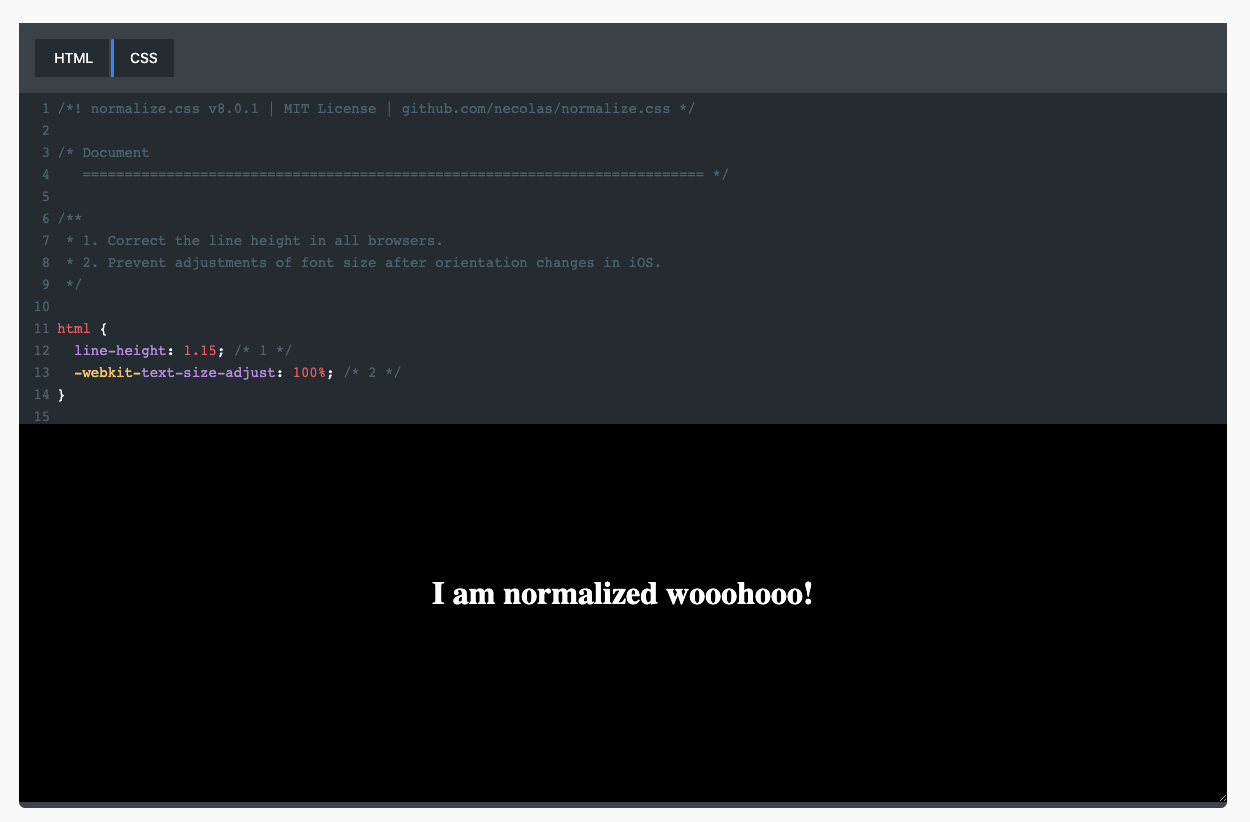 HTML CSS
1 /*! normalize.css v8.0.1 | MIT License | github.com/necolas/normalize.css */
2
3 /* Document
4    ========================================================================== */
5
6 /**
7  * 1. Correct the line height in all browsers.
8  * 2. Prevent adjustments of font size after orientation changes in iOS.
9  */
10
11 html {
12   line-height: 1.15; /* 1 */
13   -webkit-text-size-adjust: 100%; /* 2 */
14 }
15
I am normalized wooohooo!